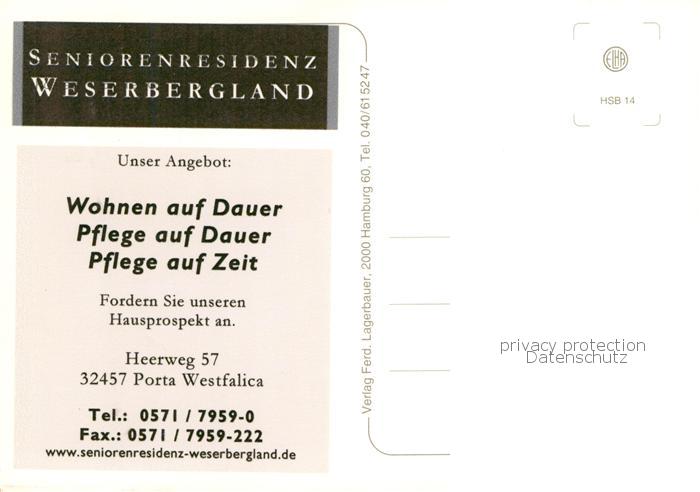 SENIORENRESIDENZ
WESERBERGLAND
Unser Angebot:
Wohnen auf Dauer
Pflege auf Dauer
Pflege auf Zeit
Fordern Sie unseren
Hausprospekt an.
Heerweg 57
32457 Porta Westfalica
Tel.: 0571 / 7959-0
Fax.: 0571 / 7959-222
www.seniorenresidenz-weserbergland.de
Verlag Ferd. Lagerbauer, 2000 Hamburg 60, Tel. 040/615247
HSB 14
privacy protection
Datenschutz